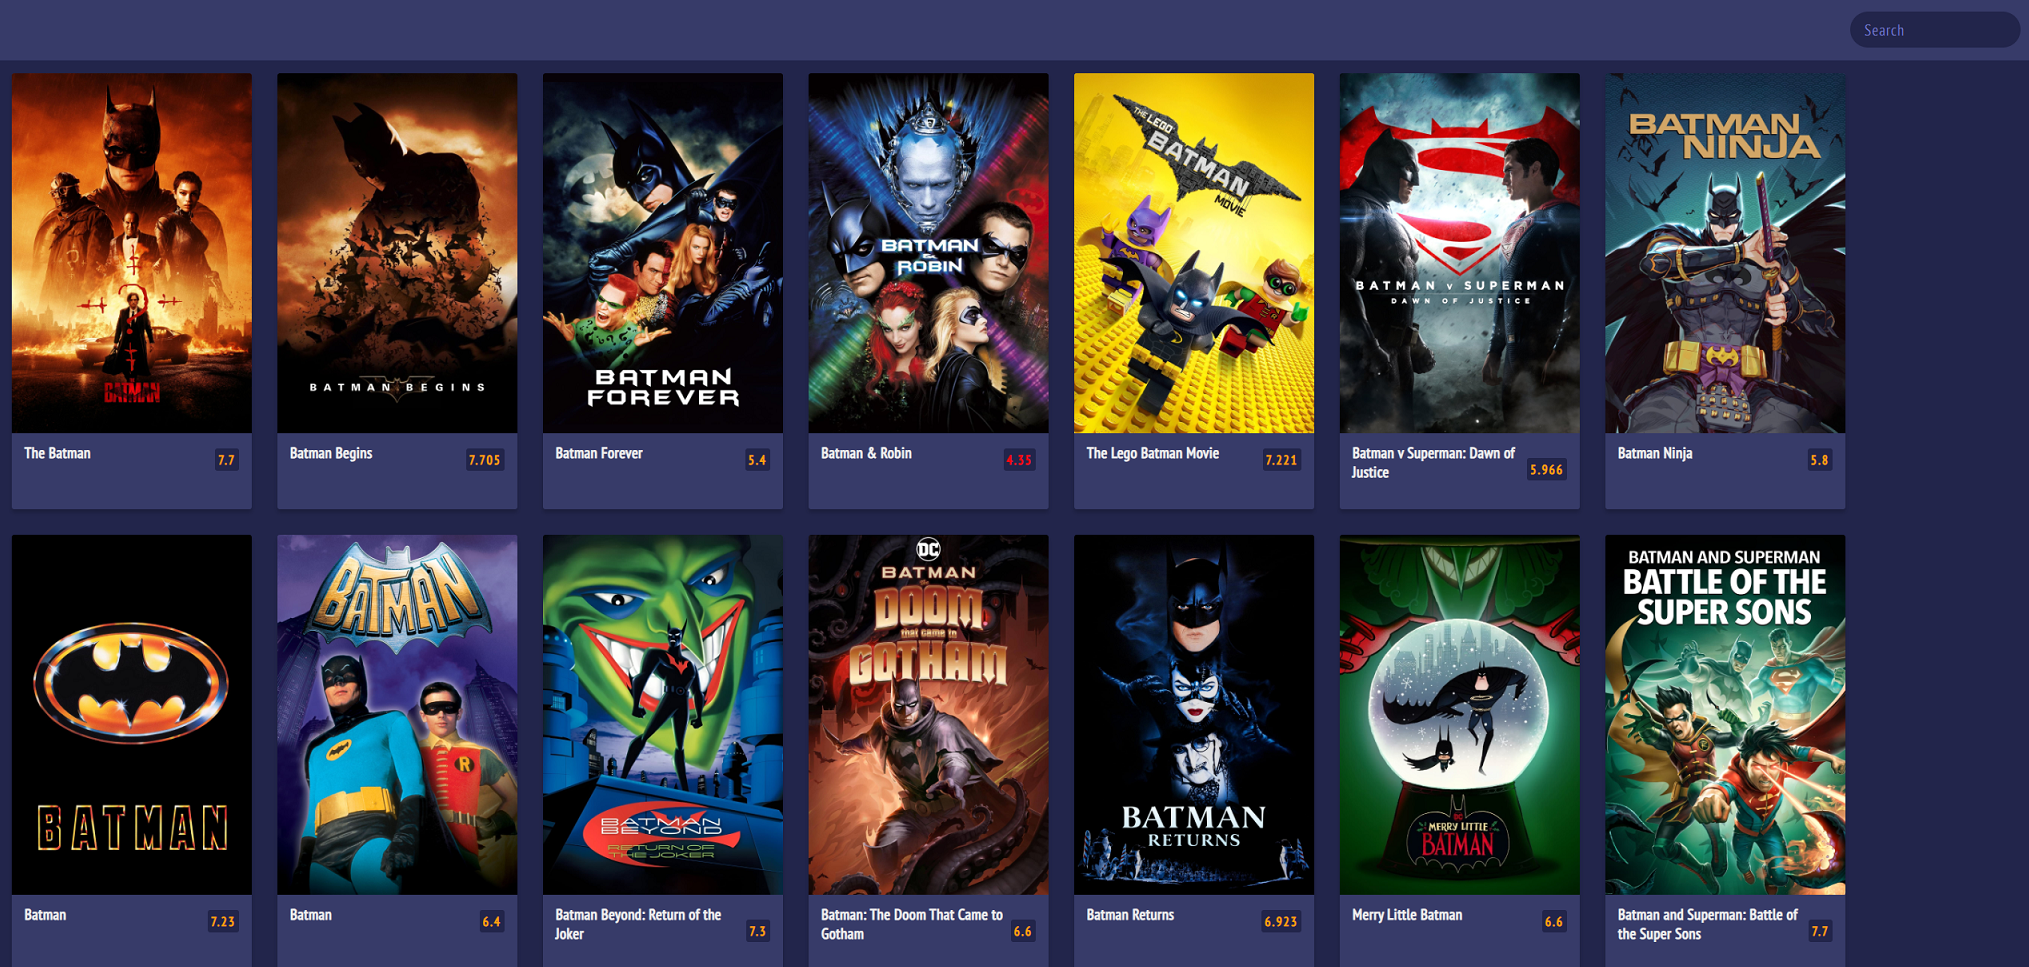 Search
BATMAN
BATMAN BEGINS
BATMAN
FOREVER
BATMAN
&
ROBIN
THE LEGO
BATMAN
MOVIE
BATMAN v SUPERMAN
DAWN OF JUSTICE
BATMAN
NINJA
The Batman
7.7
Batman Begins
7.705
Batman Forever
5.4
Batman & Robin
4.35
The Lego Batman Movie
7.221
Batman v Superman: Dawn of
Justice
5.966
Batman Ninja
5.8
BATMAN
BATMAN
R
BATMAN
BEYOND
RETURN OF
THE JOKER
DC
BATMAN
the
DOOM
that came to
GOTHAM
BATMAN
RETURNS
DC
MERRY LITTLE
BATMAN
BATMAN AND SUPERMAN
BATTLE OF THE
SUPER SONS
Batman
7.23
Batman
6.4
Batman Beyond: Return of the
Joker
7.3
Batman: The Doom That Came to
Gotham
6.6
Batman Returns
6.923
Merry Little Batman
6.6
Batman and Superman: Battle of
the Super Sons
7.7